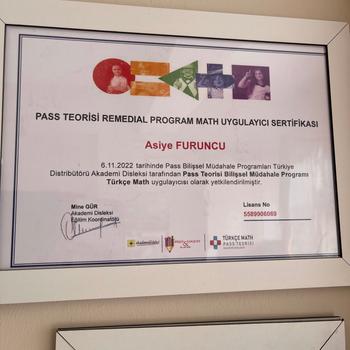 PASS TEORİSİ REMEDIAL PROGRAM MATH UYGULAYICI SERTİFİKASI
Asiye FURUNCU
6.11.2022 tarihinde Pass Bilişsel Müdahale Programları Türkiye
Distribütörü Akademi Disleksi tarafından Pass Teorisi Bilişsel Müdahale Programı
Türkçe Math uygulayıcısı olarak yetkilendirilmiştir.
Mine GÜR
Akademi Disleksi
Eğitim Koordinatörü
Lisans No
5589906069
TÜRKÇE MATH
PASS TEORİSİ